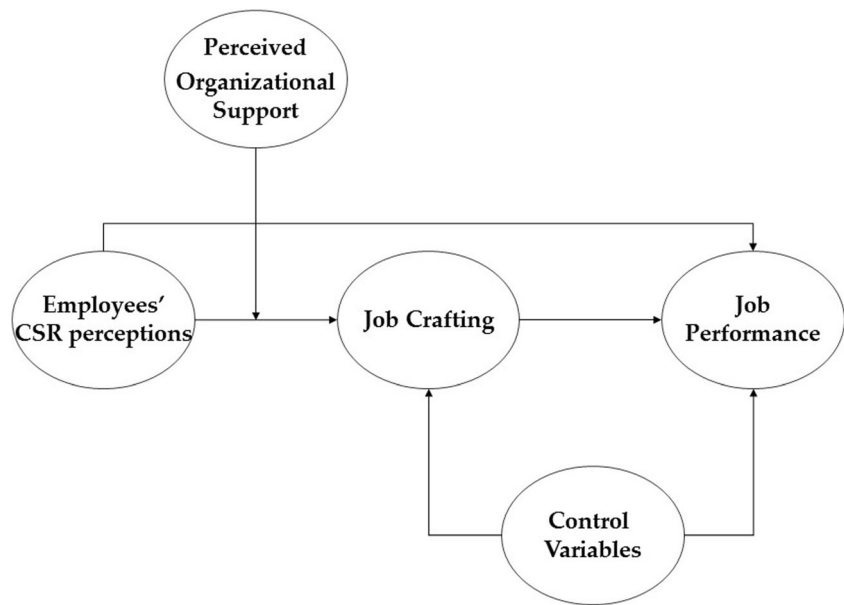 Perceived
Organizational
Support
Employees’
CSR perceptions
Job Crafting
Job
Performance
Control
Variables